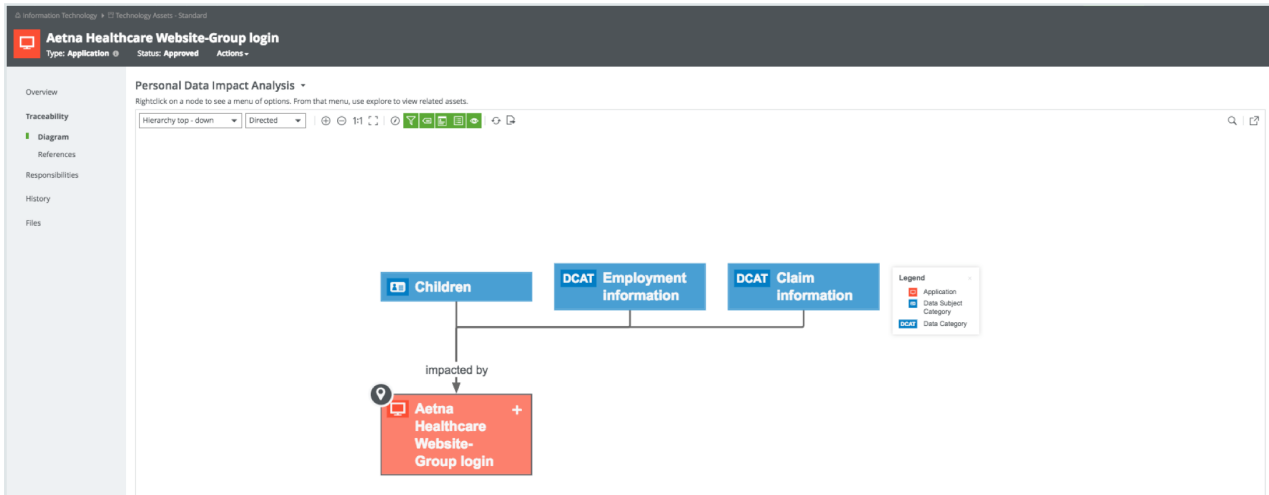 Information Technology ▸ Technology Assets - Standard
Aetna Healthcare Website-Group login
Type: Application Status: Approved Actions
Overview
Traceability
Diagram
References
Responsibilities
History
Files
Personal Data Impact Analysis
Rightclick on a node to see a menu of options. From that menu, use explore to view related assets.
Hierarchy top - down Directed 1:1
Children
DCAT Employment
information
DCAT Claim
information
Legend
Application
Data Subject
Category
DCAT Data Category
impacted by
Aetna
Healthcare
Website-
Group login